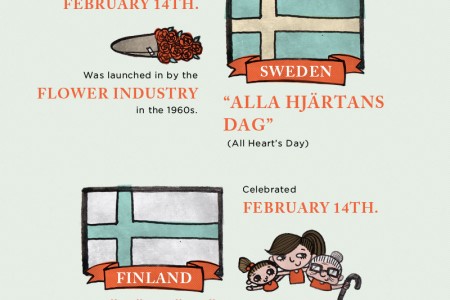 FEBRUARY 14TH.
Was launched in by the
FLOWER INDUSTRY
in the 1960s.
SWEDEN
“ALLA HJÄRTANS
DAG”
(All Heart's Day)
FINLAND
Celebrated
FEBRUARY 14TH.